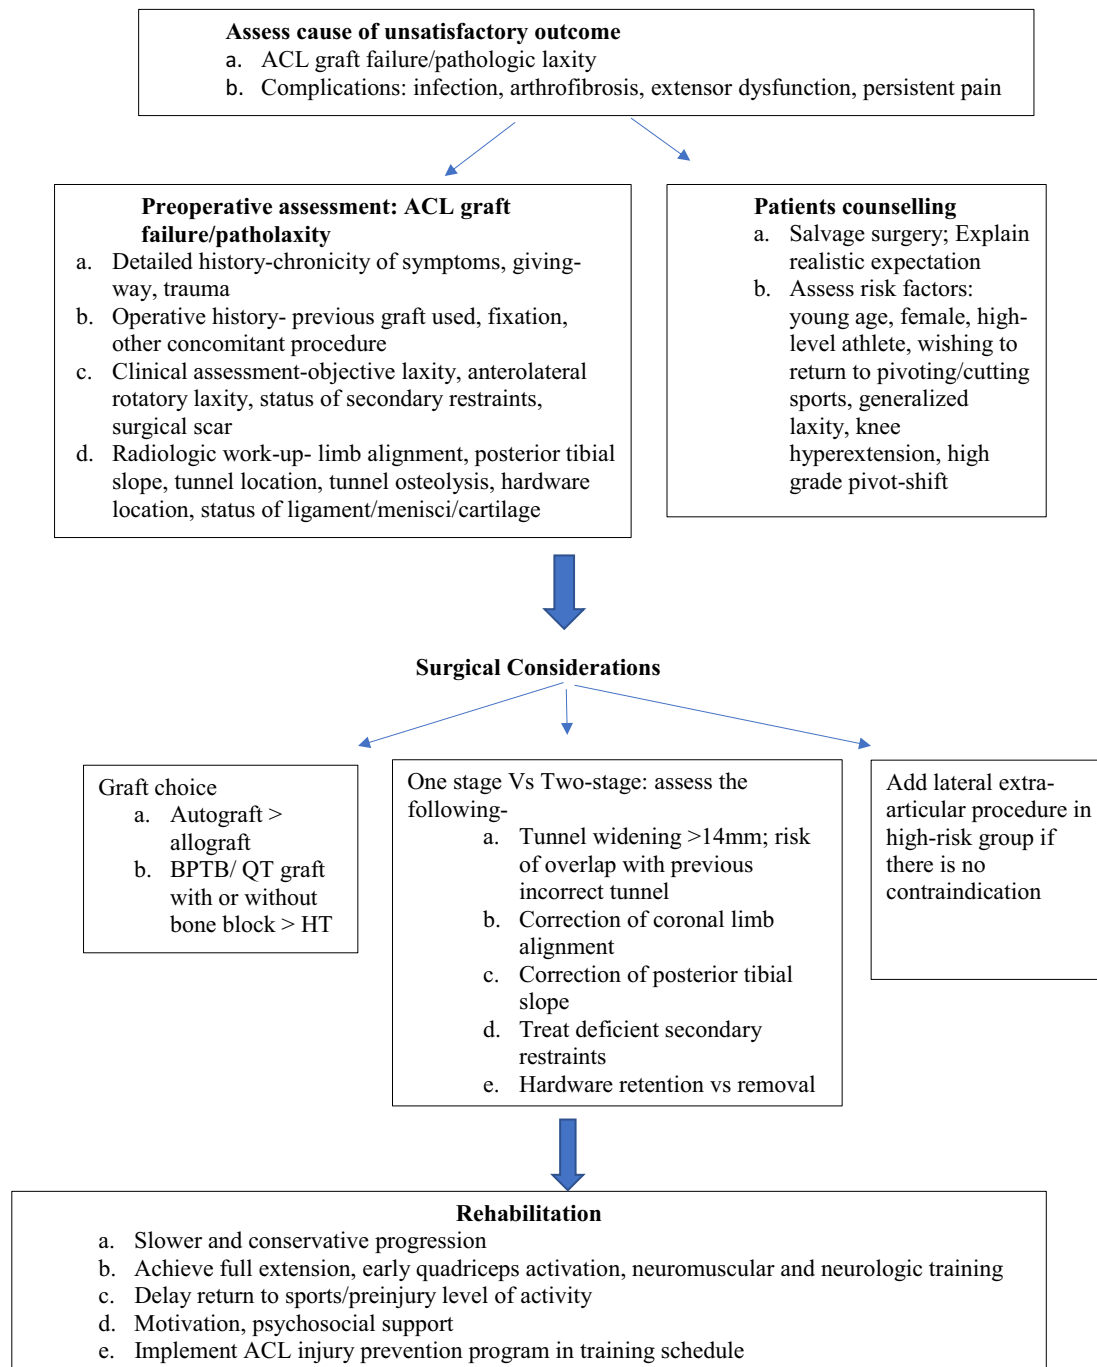 Assess cause of unsatisfactory outcome
a. ACL graft failure/pathologic laxity
b. Complications: infection, arthrofibrosis, extensor dysfunction, persistent pain
Preoperative assessment: ACL graft
failure/patholaxity
a. Detailed history-chronicity of symptoms, giving-
way, trauma
b. Operative history- previous graft used, fixation,
other concomitant procedure
c. Clinical assessment-objective laxity, anterolateral
rotatory laxity, status of secondary restraints,
surgical scar
d. Radiologic work-up- limb alignment, posterior tibial
slope, tunnel location, tunnel osteolysis, hardware
location, status of ligament/menisci/cartilage
Patients counselling
a. Salvage surgery; Explain
realistic expectation
b. Assess risk factors:
young age, female, high-
level athlete, wishing to
return to pivoting/cutting
sports, generalized
laxity, knee
hyperextension, high
grade pivot-shift
Surgical Considerations
Graft choice
a. Autograft >
allograft
b. BPTB/ QT graft
with or without
bone block > HT
One stage Vs Two-stage: assess the
following-
a. Tunnel widening >14mm; risk
of overlap with previous
incorrect tunnel
b. Correction of coronal limb
alignment
c. Correction of posterior tibial
slope
d. Treat deficient secondary
restraints
e. Hardware retention vs removal
Add lateral extra-
articular procedure in
high-risk group if
there is no
contraindication
Rehabilitation
a. Slower and conservative progression
b. Achieve full extension, early quadriceps activation, neuromuscular and neurologic training
c. Delay return to sports/preinjury level of activity
d. Motivation, psychosocial support
e. Implement ACL injury prevention program in training schedule